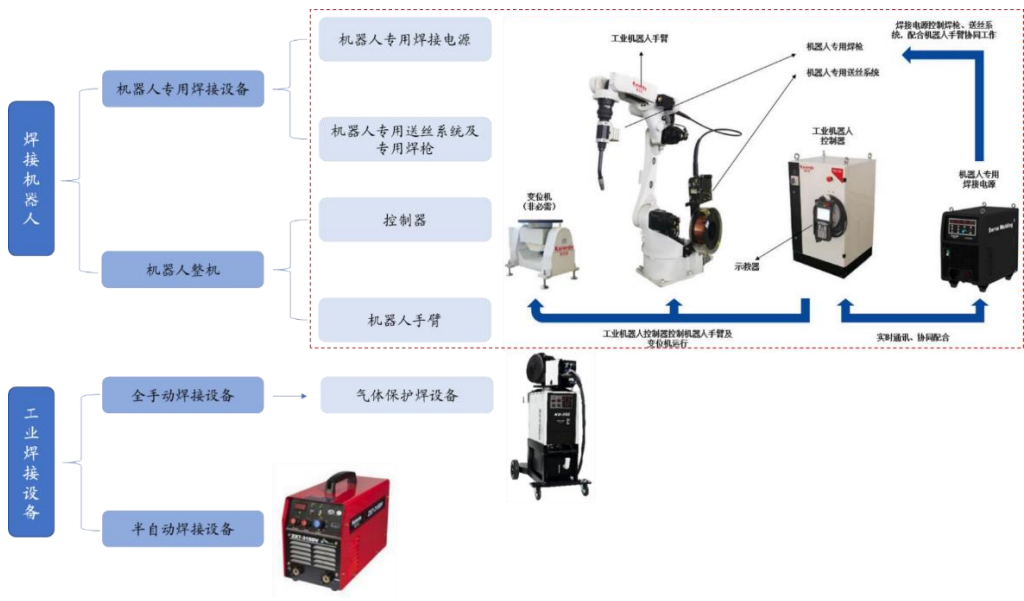 焊接机器人
机器人专用焊接设备
机器人专用焊接电源
机器人专用送丝系统及
专用焊枪
机器人整机
控制器
机器人手臂
工业机器人手臂
机器人专用焊枪
机器人专用送丝系统
焊接电源控制焊枪、送丝系
统，配合机器人手臂协同工作
工业机器人
控制器
机器人专用
焊接电源
变位机
（非必需）
示教器
工业机器人控制器控制机器人手臂及
变位机运行
实时通讯、协同配合
工业焊接设备
全手动焊接设备
气体保护焊设备
半自动焊接设备